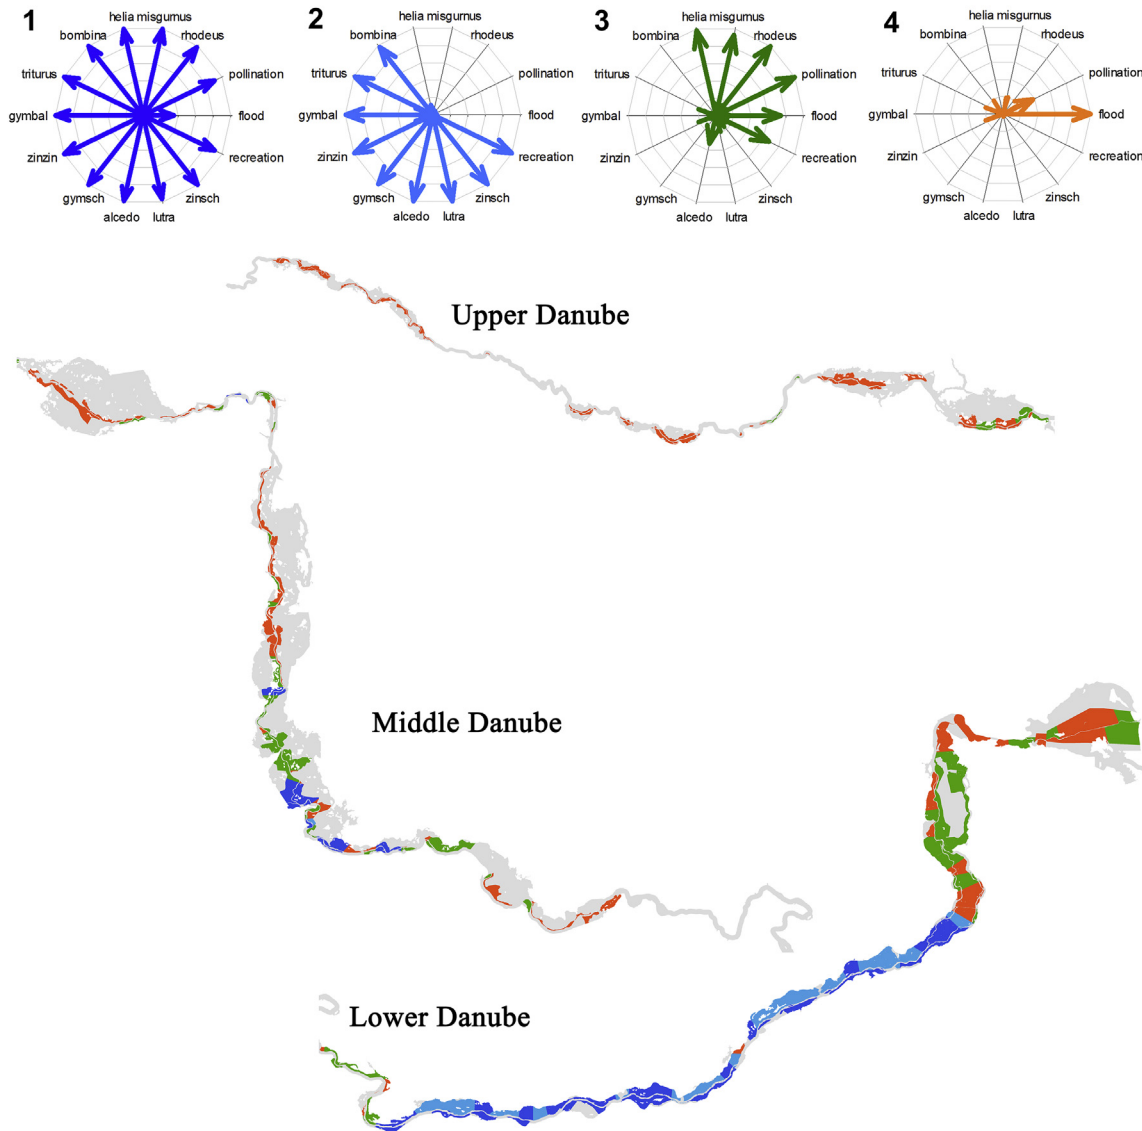 1
helia misgurnus
bombina
rhodeus
triturus
pollination
gymbal
flood
zinzin
recreation
gymsch
zinsch
alcedo
lutra
2
helia misgurnus
bombina
rhodeus
triturus
pollination
gymbal
flood
zinzin
recreation
gymsch
zinsch
alcedo
lutra
3
helia misgurnus
bombina
rhodeus
triturus
pollination
gymbal
flood
zinzin
recreation
gymsch
zinsch
alcedo
lutra
4
helia misgurnus
bombina
rhodeus
triturus
pollination
gymbal
flood
zinzin
recreation
gymsch
zinsch
alcedo
lutra
Upper Danube
Middle Danube
Lower Danube